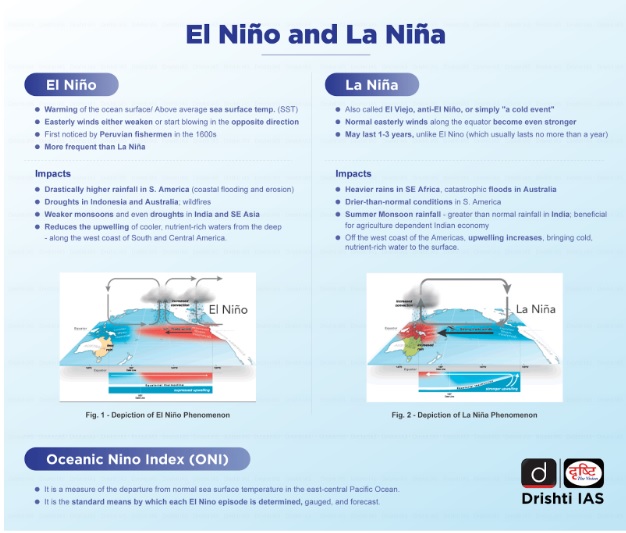 El Niño and La Niña
El Niño
Warming of the ocean surface/ Above average sea surface temp. (SST)
Easterly winds either weaken or start blowing in the opposite direction
First noticed by Peruvian fishermen in the 1600s
More frequent than La Niña
Impacts
Drastically higher rainfall in S. America (coastal flooding and erosion)
Droughts in Indonesia and Australia; wildfires
Weaker monsoons and even droughts in India and SE Asia
Reduces the upwelling of cooler, nutrient-rich waters from the deep
- along the west coast of South and Central America.
El Niño
Fig. 1 - Depiction of El Niño Phenomenon
La Niña
Also called El Viejo, anti-El Niño, or simply "a cold event"
Normal easterly winds along the equator become even stronger
May last 1-3 years, unlike El Nino (which usually lasts no more than a year)
Impacts
Heavier rains in SE Africa, catastrophic floods in Australia
Drier-than-normal conditions in S. America
Summer Monsoon rainfall - greater than normal rainfall in India; beneficial
for agriculture dependent Indian economy
Off the west coast of the Americas, upwelling increases, bringing cold,
nutrient-rich water to the surface.
La Niña
Fig. 2 - Depiction of La Niña Phenomenon
Oceanic Nino Index (ONI)
It is a measure of the departure from normal sea surface temperature in the east-central Pacific Ocean.
It is the standard means by which each El Nino episode is determined, gauged, and forecast.
दृष्टि
The Vision
Drishti IAS